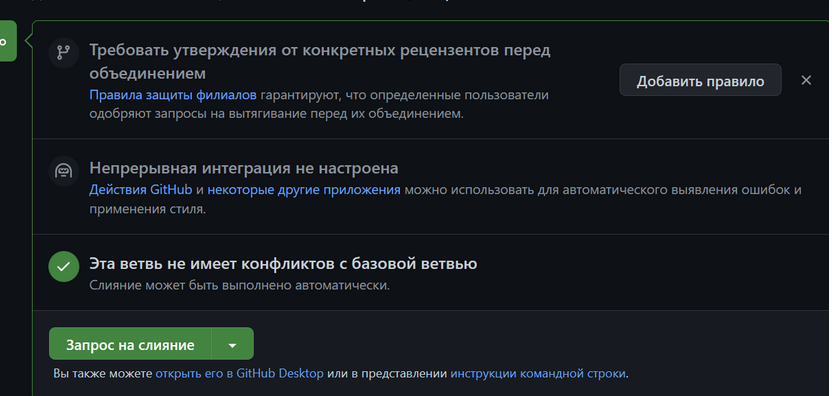 о
Требовать утверждения от конкретных рецензентов перед
объединением
Правила защиты филиалов гарантируют, что определенные пользователи
одобряют запросы на вытягивание перед их объединением.
Добавить правило
Непрерывная интеграция не настроена
Действия GitHub и некоторые другие приложения можно использовать для автоматического выявления ошибок и
применения стиля.
Эта ветвь не имеет конфликтов с базовой ветвью
Слияние может быть выполнено автоматически.
Запрос на слияние
Вы также можете открыть его в GitHub Desktop или в представлении инструкции командной строки.